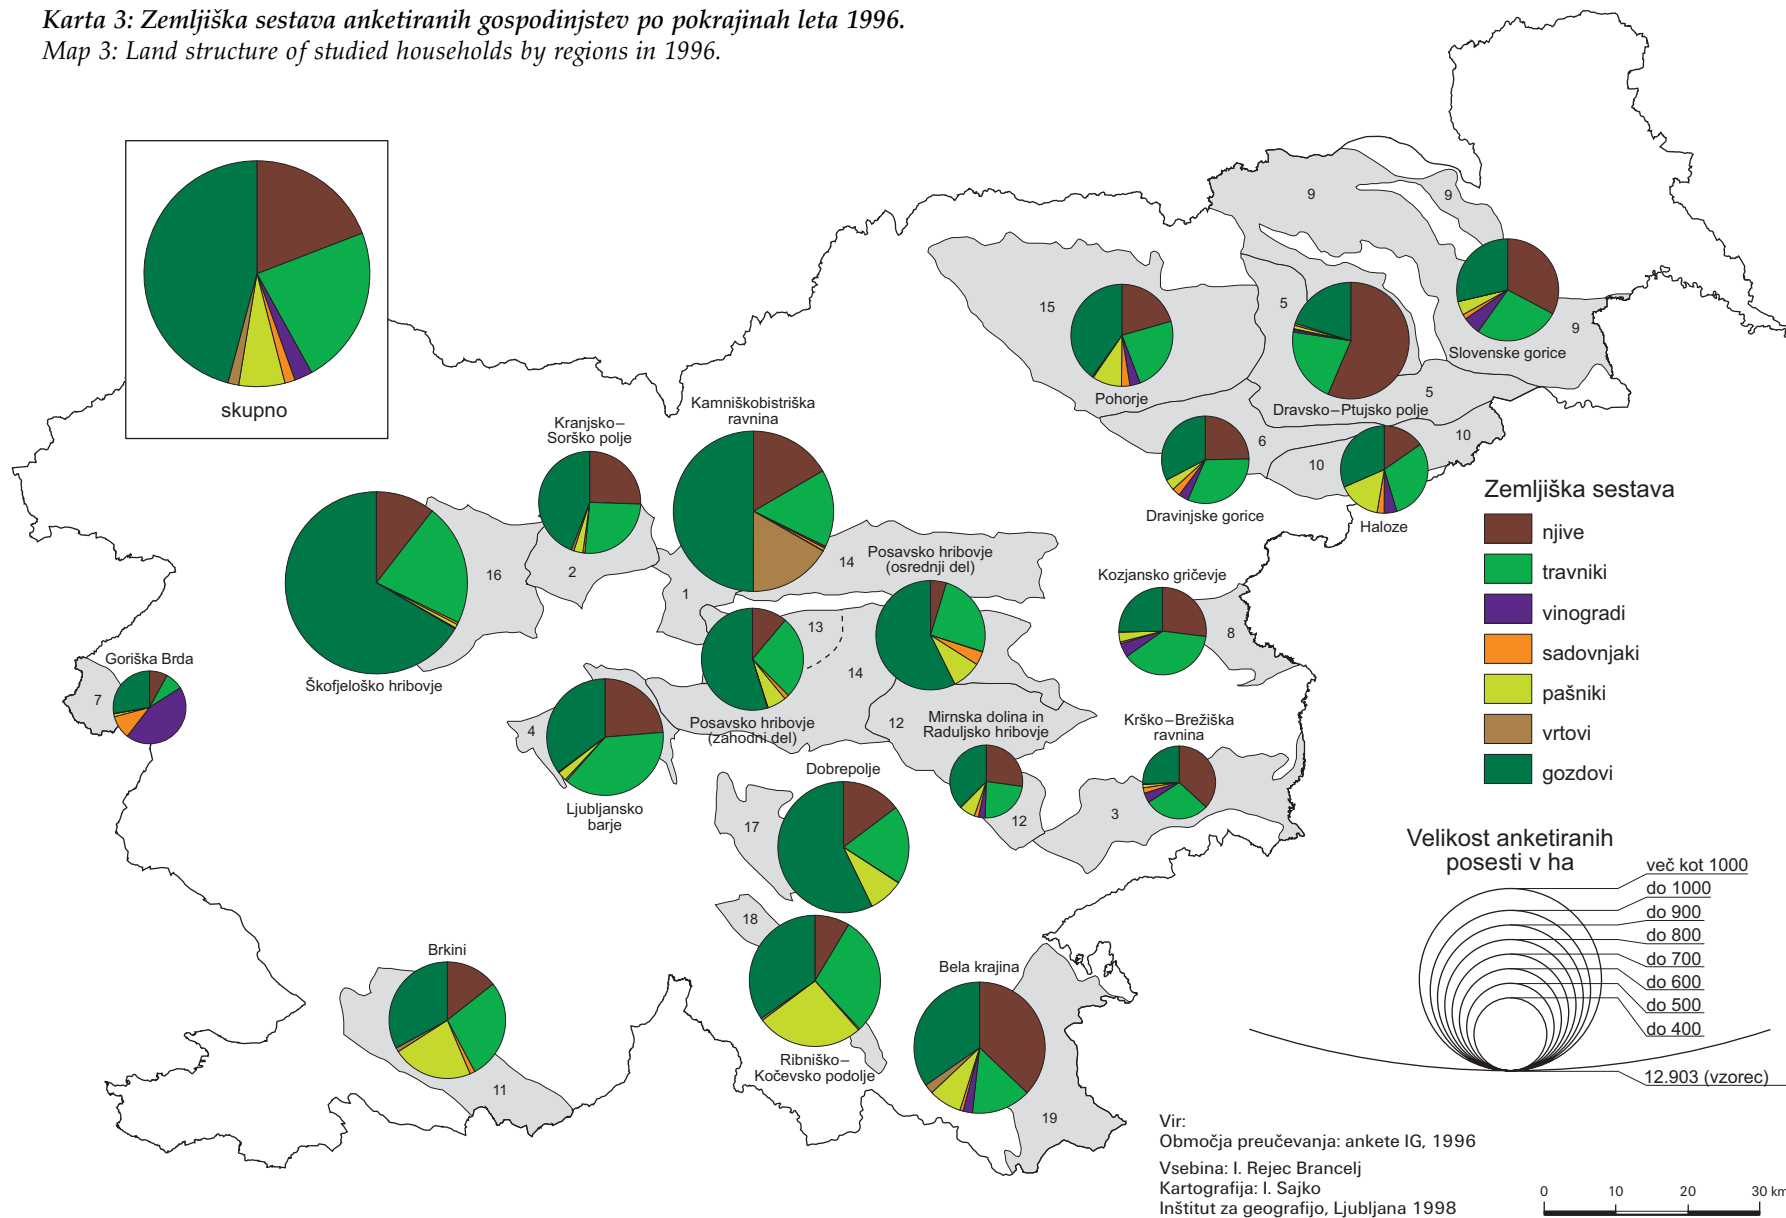 Karta 3: Zemljiška sestava anketiranih gospodinjstev po pokrajinah leta 1996.
Map 3: Land structure of studied households by regions in 1996.
skupno
9
9
15
5
Slovenske gorice
9
Pohorje
Dravsko–Ptujsko polje
5
Kamniškobistriška
ravnina
Kranjsko–
Sorško polje
6
10
10
Dravinjske gorice
Haloze
Zemljiška sestava
njive
travniki
vinogradi
sadovnjaki
pašniki
vrtovi
gozdovi
16
2
1
14
Posavsko hribovje
(osrednji del)
Kozjansko gričevje
13
8
Goriška Brda
7
Škofjeloško hribovje
14
4
Posavsko hribovje
(zahodni del)
12
Mirnska dolina in
Raduljsko hribovje
Krško–Brežiška
ravnina
Ljubljansko
barje
Dobrepolje
17
12
3
Velikost anketiranih
posesti v ha
več kot 1000
do 1000
do 900
do 800
do 700
do 600
do 500
do 400
12.903 (vzorec)
18
Brkini
Bela krajina
Ribniško–
Kočevsko podolje
11
19
Vir:
Območja preučevanja: ankete IG, 1996
Vsebina: I. Rejec Brancelj
Kartografija: I. Sajko
Inštitut za geografijo, Ljubljana 1998
0 10 20 30 km